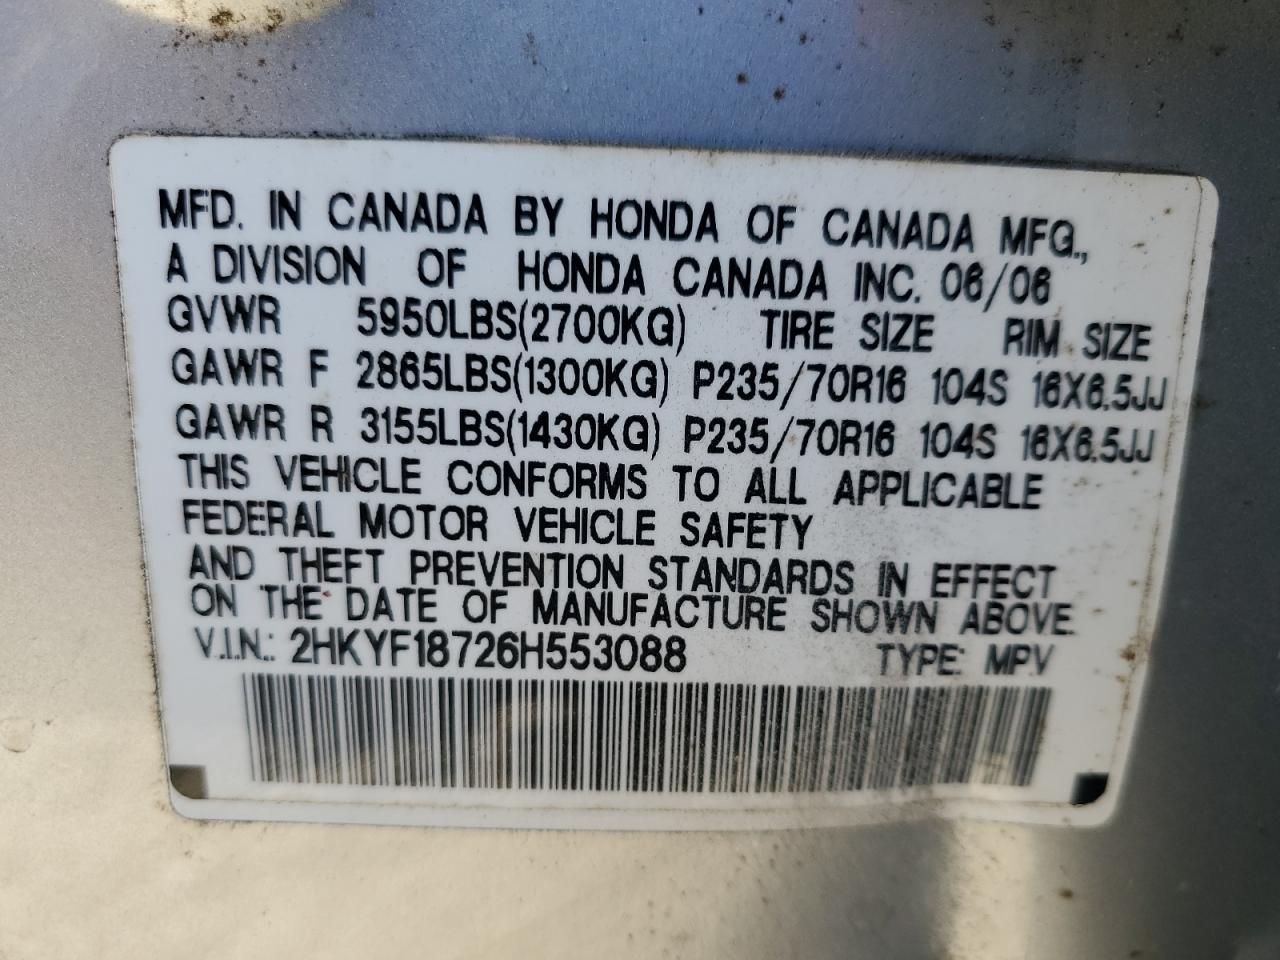 MFD. IN CANADA BY HONDA OF CANADA MFG.,
A DIVISION OF HONDA CANADA INC. 06/06
GVWR 5950LBS(2700KG) TIRE SIZE RIM SIZE
GAWR F 2865LBS(1300KG) P235/70R16 104S 16X6.5JJ
GAWR R 3155LBS(1430KG) P235/70R16 104S 16X6.5JJ
THIS VEHICLE CONFORMS TO ALL APPLICABLE
FEDERAL MOTOR VEHICLE SAFETY
AND THEFT PREVENTION STANDARDS IN EFFECT
ON THE DATE OF MANUFACTURE SHOWN ABOVE.
V.I.N.: 2HKYF18726H553088 TYPE: MPV